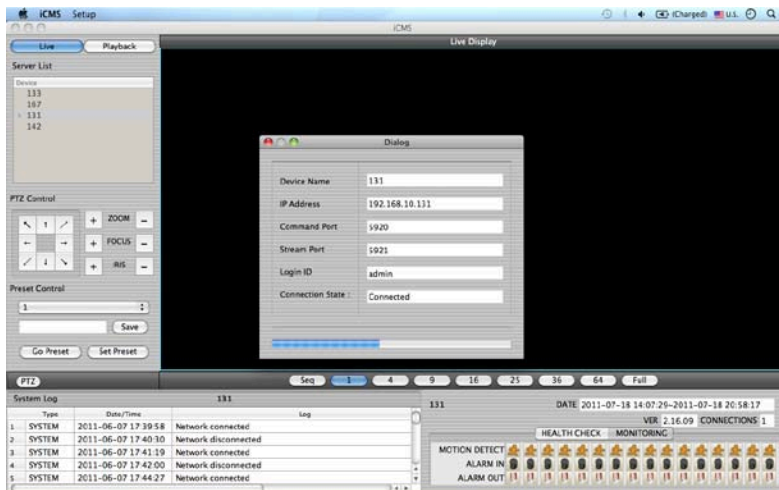 iCMS Setup (Charged) U.S.
iCMS
Live Playback
Live Display
Server List
Device
133
167
131
142
Dialog
Device Name 131
IP Address 192.168.10.131
Command Port 5920
Stream Port 5921
Login ID admin
Connection State : Connected
PTZ Control
+ ZOOM −
+ FOCUS −
+ IRIS −
Preset Control
1
Save
Go Preset Set Preset
PTZ
Seq 1 4 9 16 25 36 64 Full
System Log 131
Type Date/Time Log
1 SYSTEM 2011-06-07 17:39:58 Network connected
2 SYSTEM 2011-06-07 17:40:30 Network disconnected
3 SYSTEM 2011-06-07 17:41:19 Network connected
4 SYSTEM 2011-06-07 17:42:00 Network disconnected
5 SYSTEM 2011-06-07 17:44:27 Network connected
131 DATE 2011-07-18 14:07:29~2011-07-18 20:58:17
VER 2.16.09 CONNECTIONS 1
HEALTH CHECK MONITORING
MOTION DETECT
ALARM IN
ALARM OUT